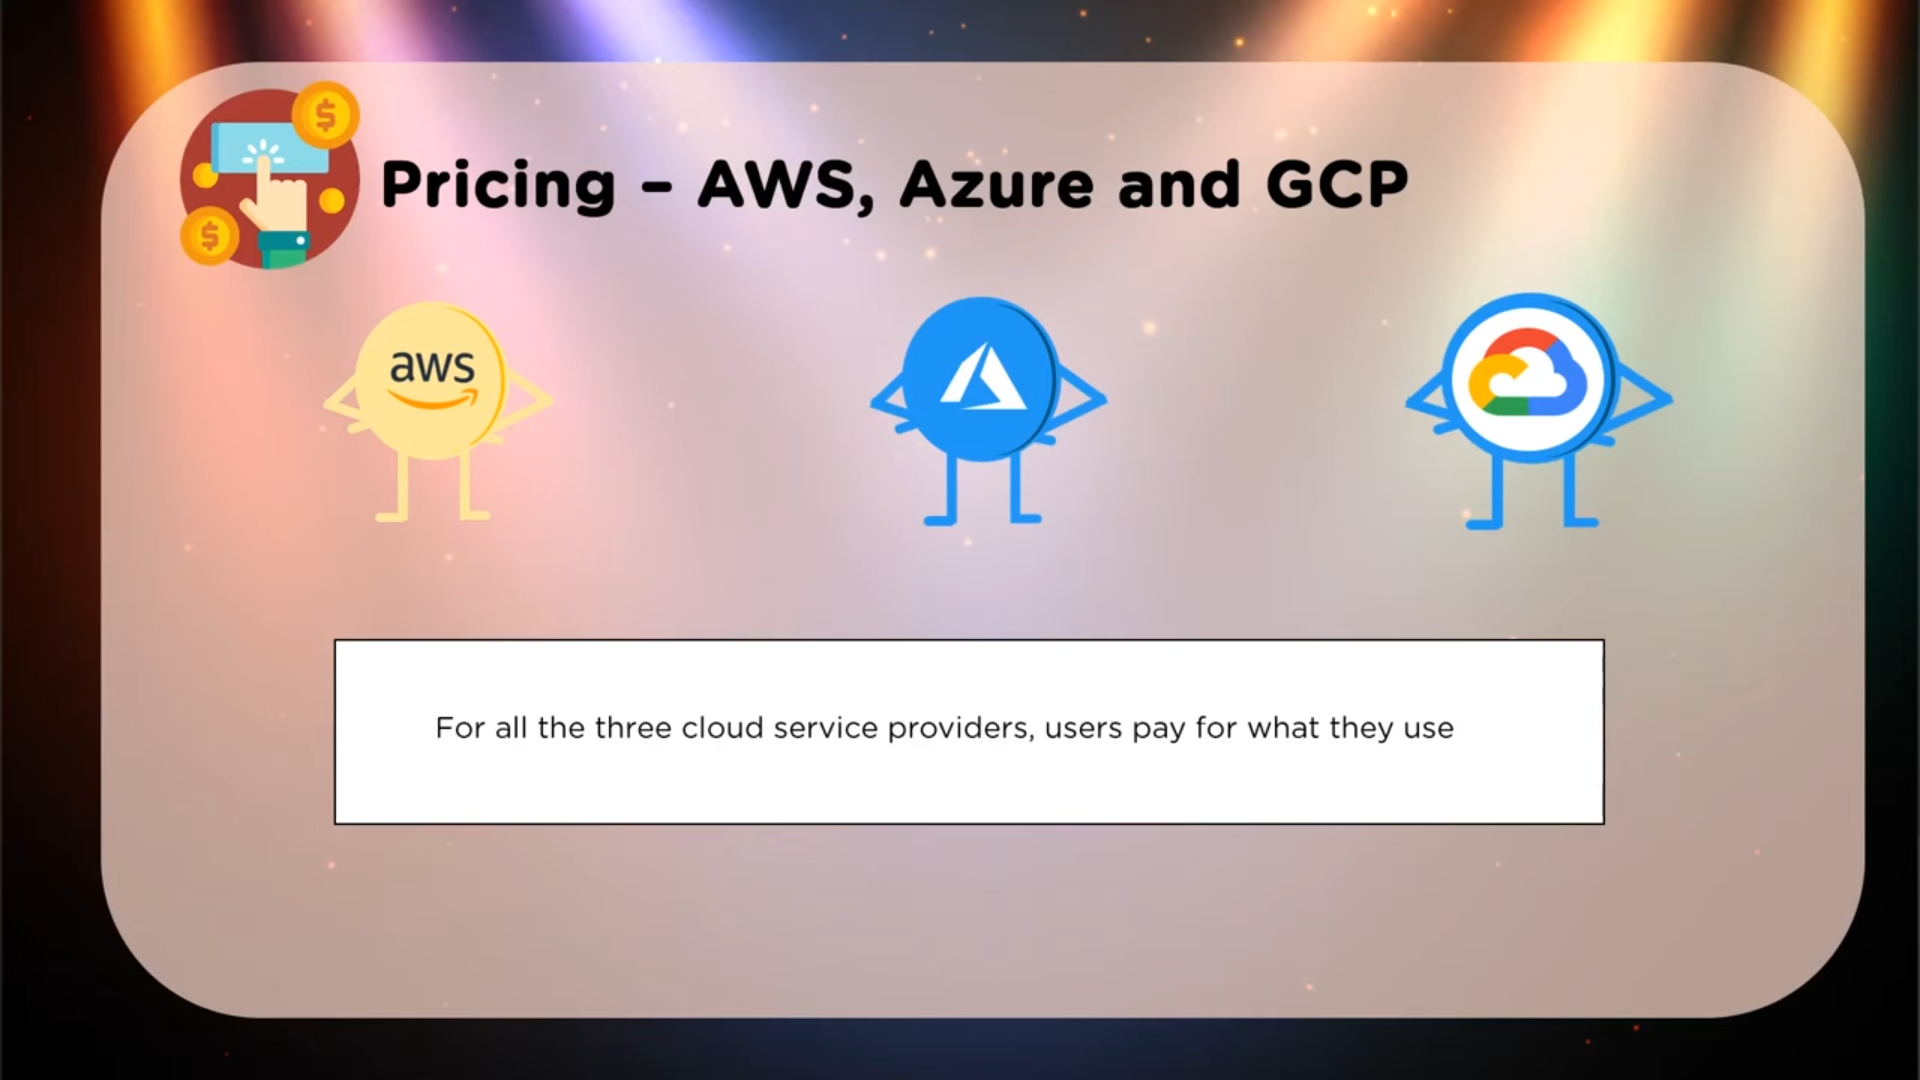 Pricing – AWS, Azure and GCP
aws
For all the three cloud service providers, users pay for what they use